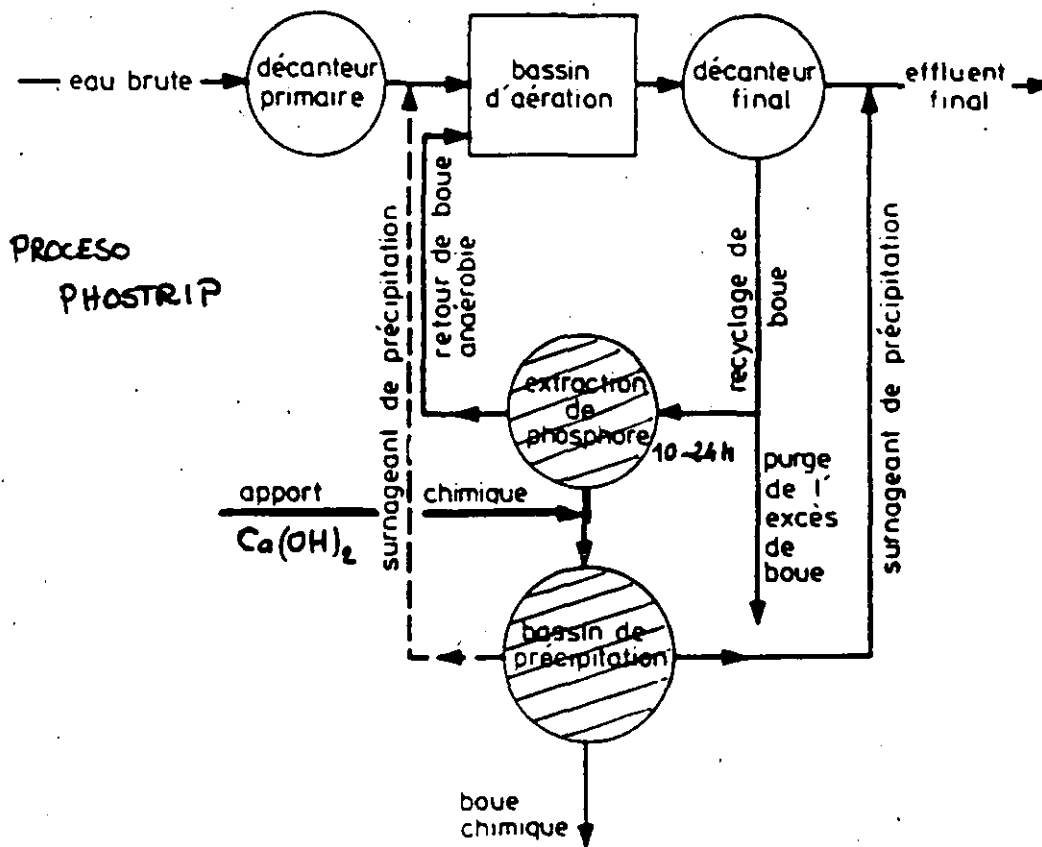 eau brute
décanteur
primaire
bassin
d'aération
décanteur
final
effluent
final
PROCESO
PHOSTRIP
surnageant de précipitation
retour de boue
anaérobie
recyclage de
boue
surnageant de précipitation
extraction
de
phosphore
10-24h
purge
de l'
excès
de
boue
apport chimique
Ca(OH)2
bassin de
précipitation
boue
chimique